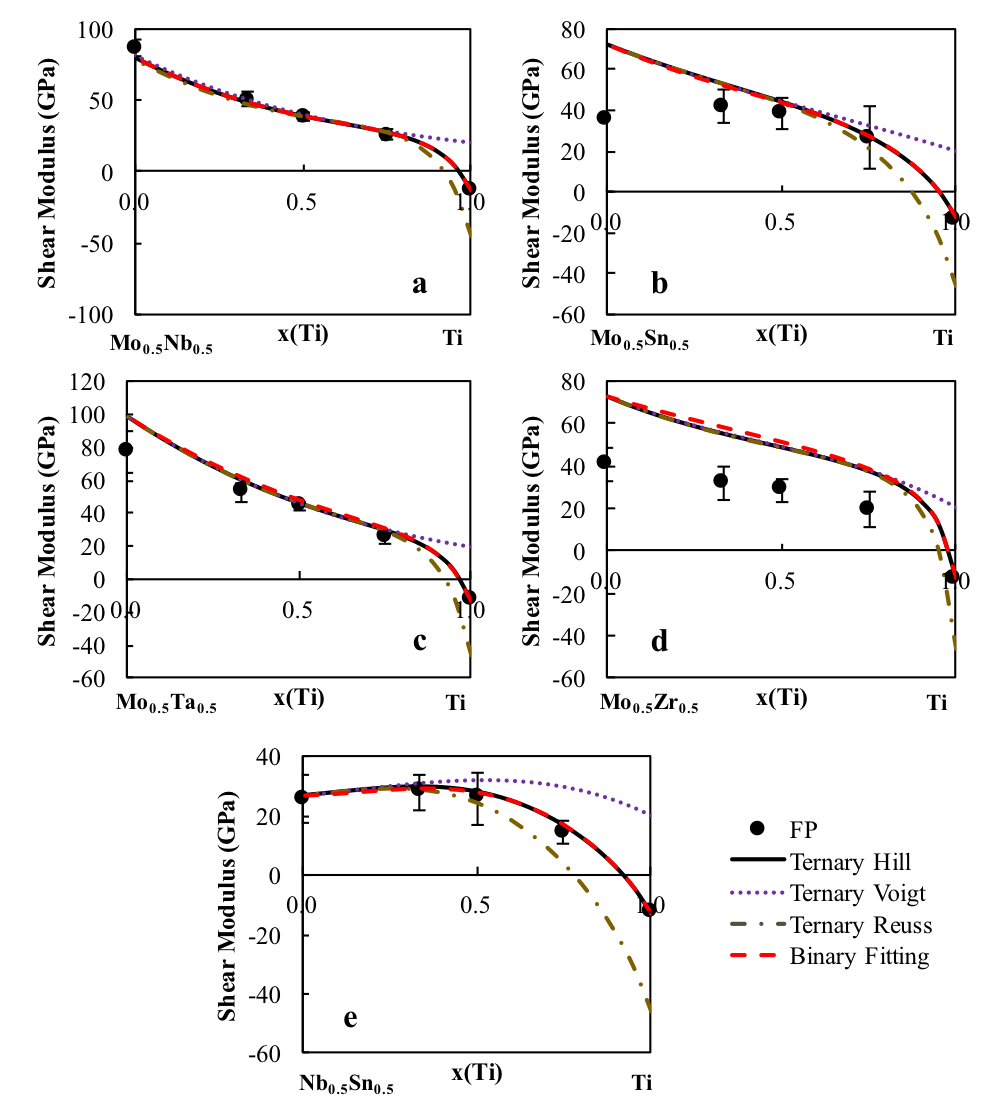 Shear Modulus (GPa)
100
50
0
-50
-100
0.0
0.5
1.0
a
Mo0.5Nb0.5
x(Ti)
Ti
Shear Modulus (GPa)
80
60
40
20
0
-20
-40
-60
0.0
0.5
1.0
b
Mo0.5Sn0.5
x(Ti)
Ti
Shear Modulus (GPa)
120
100
80
60
40
20
0
-20
-40
-60
0.0
0.5
1.0
c
Mo0.5Ta0.5
x(Ti)
Ti
Shear Modulus (GPa)
80
60
40
20
0
-20
-40
-60
0.0
0.5
1.0
d
Mo0.5Zr0.5
x(Ti)
Ti
Shear Modulus (GPa)
40
20
0
-20
-40
-60
0.0
0.5
1.0
e
Nb0.5Sn0.5
x(Ti)
Ti
FP
Ternary Hill
Ternary Voigt
Ternary Reuss
Binary Fitting